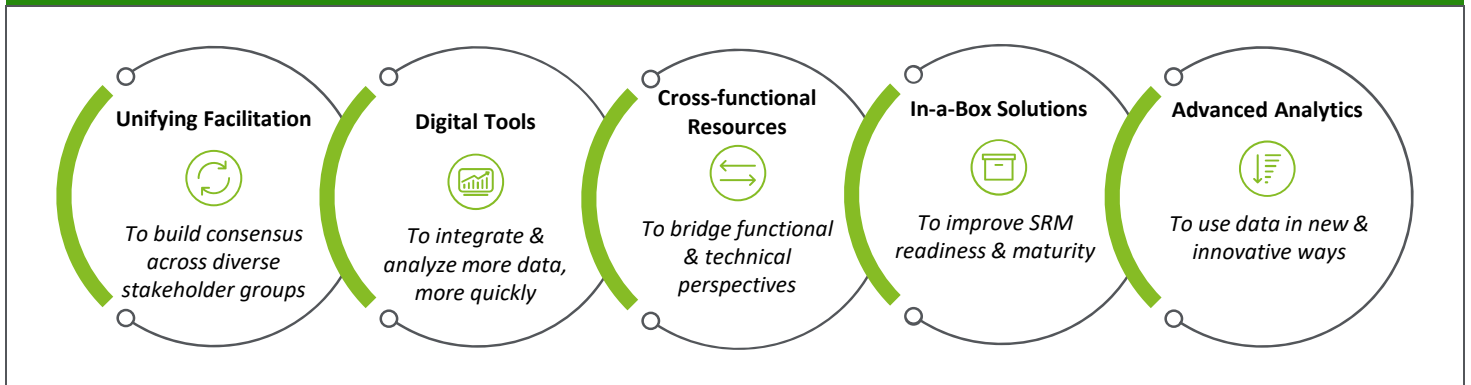 Unifying Facilitation
To build consensus
across diverse
stakeholder groups
Digital Tools
To integrate &
analyze more data,
more quickly
Cross-functional
Resources
To bridge functional
& technical
perspectives
In-a-Box Solutions
To improve SRM
readiness & maturity
Advanced Analytics
To use data in new &
innovative ways